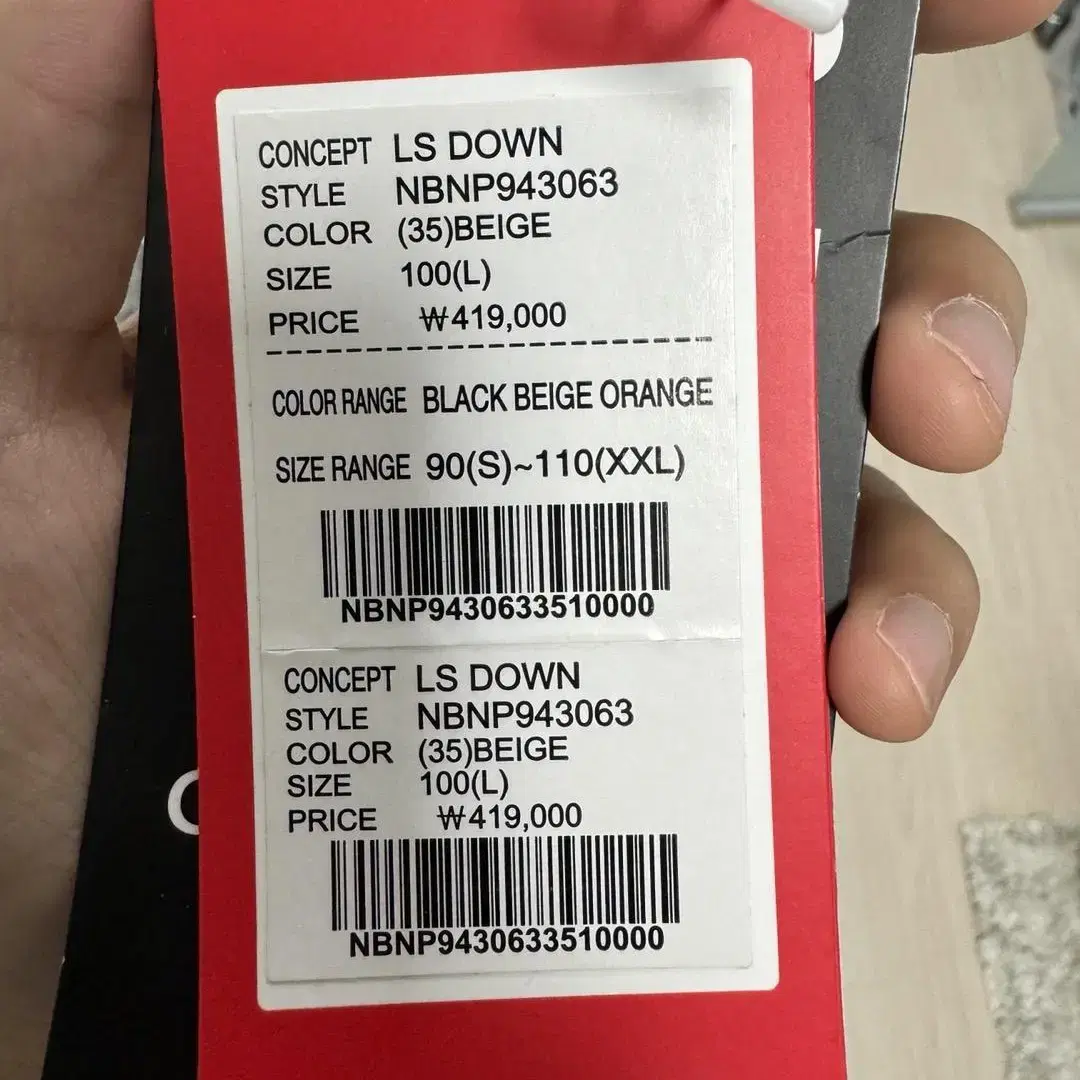 CONCEPT LS DOWN
STYLE NBNP943063
COLOR (35)BEIGE
SIZE 100(L)
PRICE ₩419,000
COLOR RANGE BLACK BEIGE ORANGE
SIZE RANGE 90(S)~110(XXL)
NBNP9430633510000
CONCEPT LS DOWN
STYLE NBNP943063
COLOR (35)BEIGE
SIZE 100(L)
PRICE ₩419,000
NBNP9430633510000